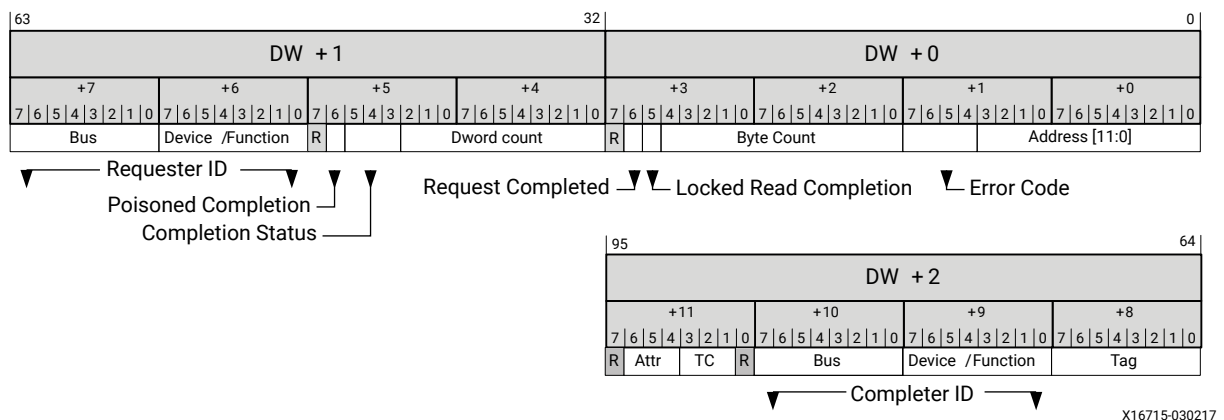 63 32 0
DW +1 DW +0
+7 +6 +5 +4 +3 +2 +1 +0
7 6 5 4 3 2 1 0 7 6 5 4 3 2 1 0 7 6 5 4 3 2 1 0 7 6 5 4 3 2 1 0 7 6 5 4 3 2 1 0 7 6 5 4 3 2 1 0 7 6 5 4 3 2 1 0 7 6 5 4 3 2 1 0
Bus Device /Function R Dword count R Byte Count Address [11:0]
Requester ID Request Completed Locked Read Completion Error Code
Poisoned Completion
Completion Status
95 64
DW +2
+11 +10 +9 +8
7 6 5 4 3 2 1 0 7 6 5 4 3 2 1 0 7 6 5 4 3 2 1 0 7 6 5 4 3 2 1 0
R Attr TC R Bus Device /Function Tag
Completer ID
X16715-030217